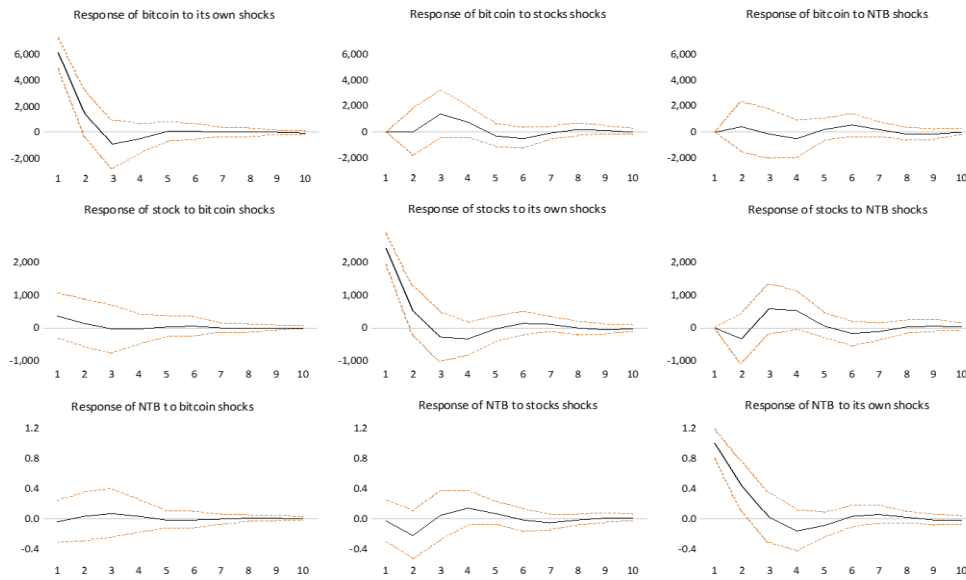 Response of bitcoin to its own shocks
6,000
4,000
2,000
0
-2,000
1 2 3 4 5 6 7 8 9 10
Response of bitcoin to stocks shocks
6,000
4,000
2,000
0
-2,000
1 2 3 4 5 6 7 8 9 10
Response of bitcoin to NTB shocks
6,000
4,000
2,000
0
-2,000
1 2 3 4 5 6 7 8 9 10
Response of stock to bitcoin shocks
2,000
1,000
0
-1,000
1 2 3 4 5 6 7 8 9 10
Response of stocks to its own shocks
2,000
1,000
0
-1,000
1 2 3 4 5 6 7 8 9 10
Response of stocks to NTB shocks
2,000
1,000
0
-1,000
1 2 3 4 5 6 7 8 9 10
Response of NTB to bitcoin shocks
1.2
0.8
0.4
0.0
-0.4
1 2 3 4 5 6 7 8 9 10
Response of NTB to stocks shocks
1.2
0.8
0.4
0.0
-0.4
1 2 3 4 5 6 7 8 9 10
Response of NTB to its own shocks
1.2
0.8
0.4
0.0
-0.4
1 2 3 4 5 6 7 8 9 10